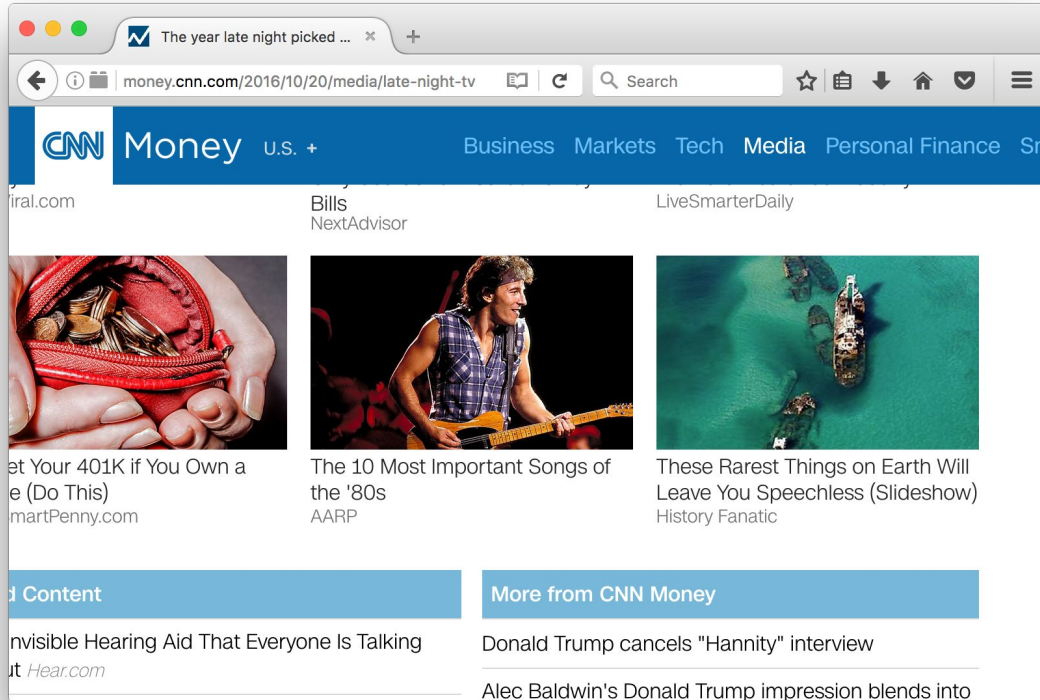 The year late night picked ...
money.cnn.com/2016/10/20/media/late-night-tv
Search
CNN Money U.S. +
Business Markets Tech Media Personal Finance
iral.com
Bills
NextAdvisor
LiveSmarterDaily
et Your 401K if You Own a
e (Do This)
martPenny.com
The 10 Most Important Songs of
the '80s
AARP
These Rarest Things on Earth Will
Leave You Speechless (Slideshow)
History Fanatic
d Content
nvisible Hearing Aid That Everyone Is Talking
ut Hear.com
More from CNN Money
Donald Trump cancels "Hannity" interview
Alec Baldwin's Donald Trump impression blends into